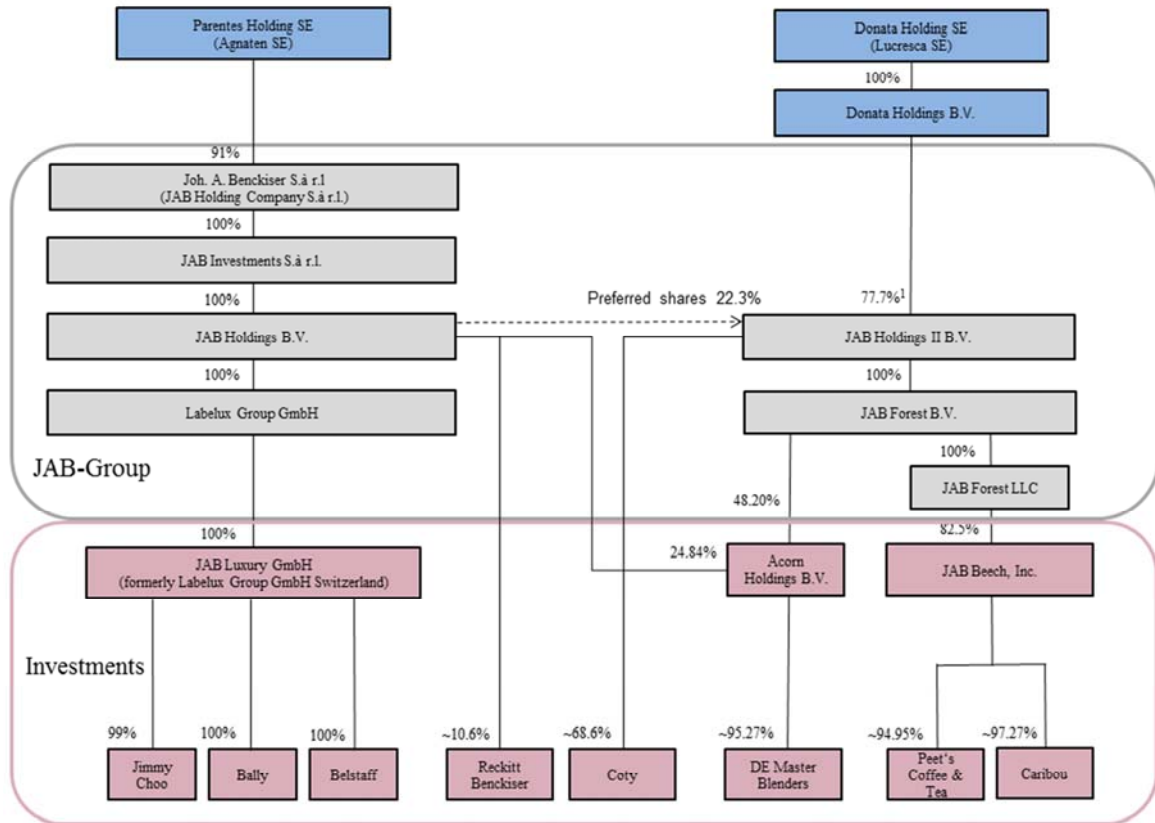 Parentes Holding SE
(Agnaten SE)
Donata Holding SE
(Lucresca SE)
100%
Donata Holdings B.V.
91%
Joh. A. Benckiser S.à r.l
(JAB Holding Company S.à r.l.)
100%
JAB Investments S.à r.l.
100%
Preferred shares 22.3%
77.7%¹
JAB Holdings B.V.
JAB Holdings II B.V.
100%
100%
Labelux Group GmbH
JAB Forest B.V.
JAB-Group
100%
JAB Forest LLC
48.20%
100%
82.5%
JAB Luxury GmbH
(formerly Labelux Group GmbH Switzerland)
24.84%
Acorn
Holdings B.V.
JAB Beech, Inc.
Investments
99%
100%
100%
~10.6%
~68.6%
~95.27%
~94.95%
~97.27%
Jimmy
Choo
Bally
Belstaff
Reckitt
Benckiser
Coty
DE Master
Blenders
Peet's
Coffee &
Tea
Caribou